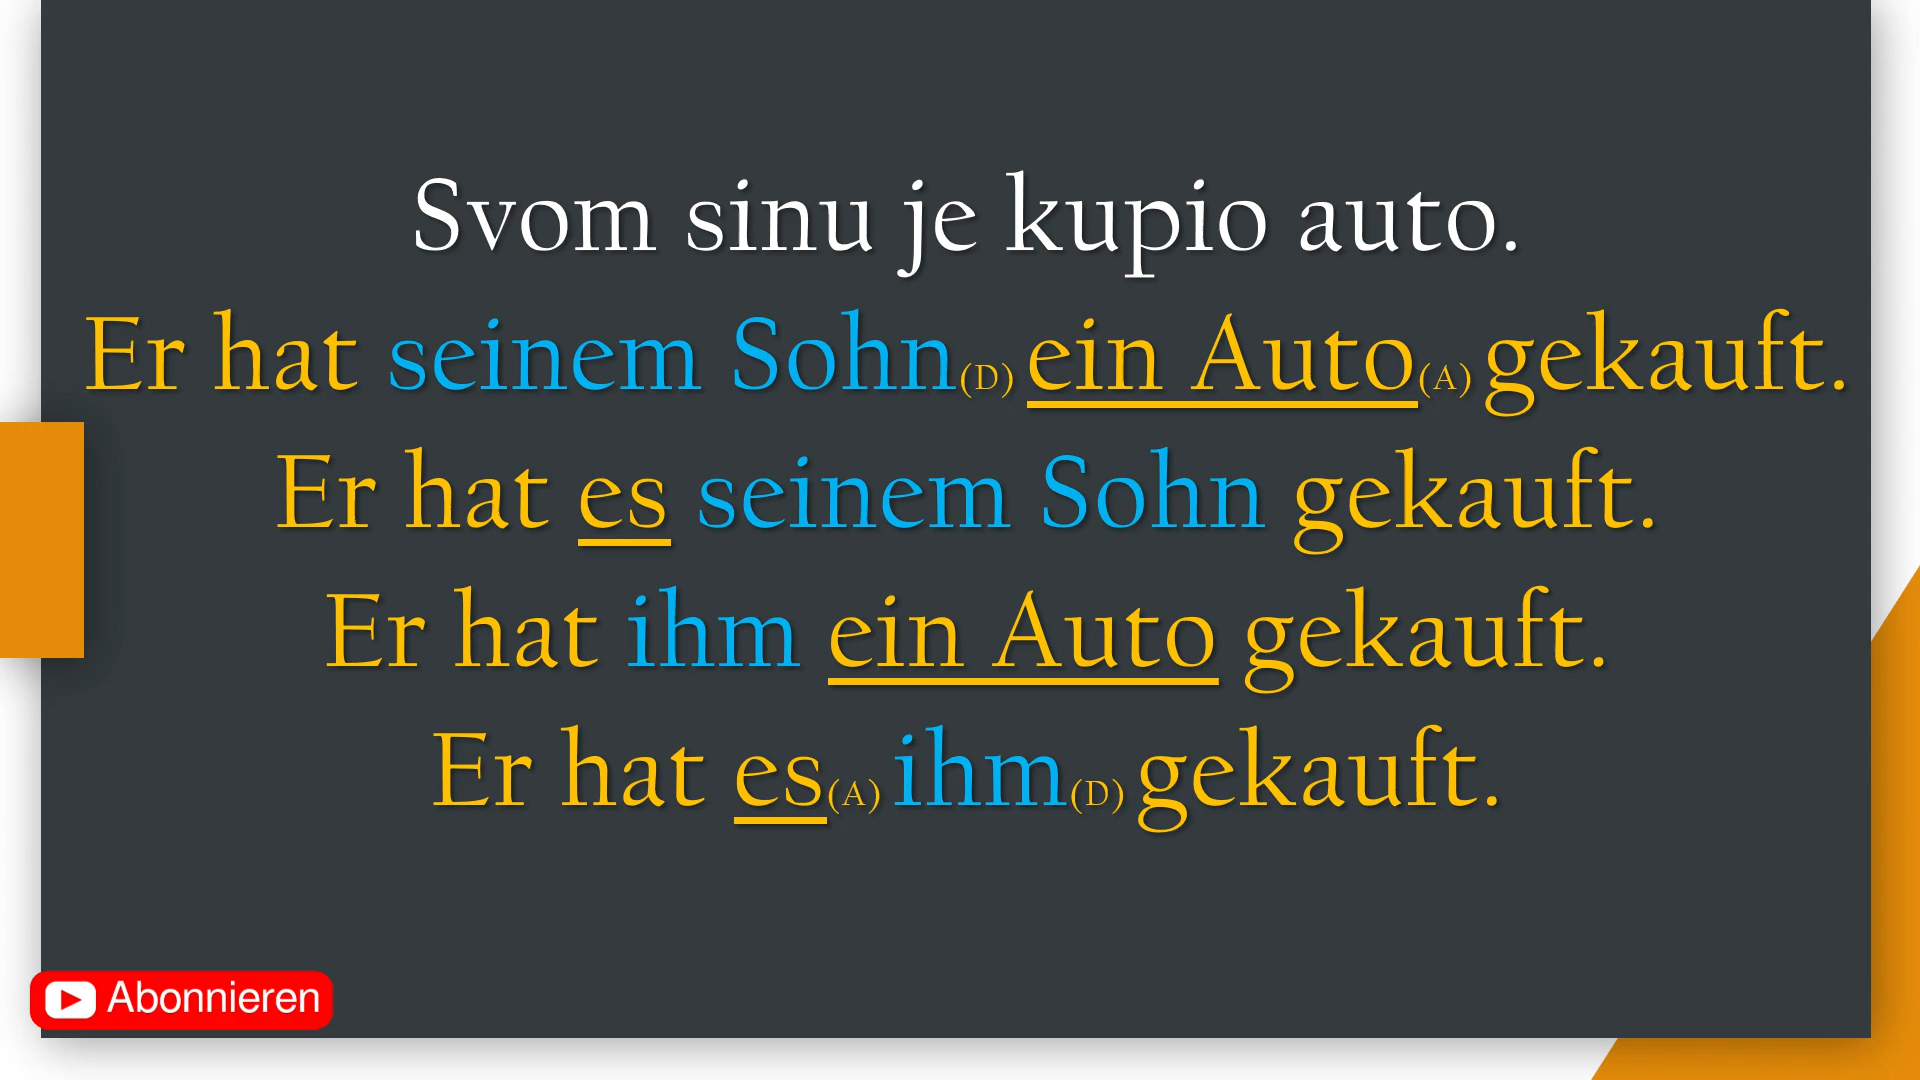 Svom sinu je kupio auto.
Er hat seinem Sohn(D) ein Auto(A) gekauft.
Er hat es seinem Sohn gekauft.
Er hat ihm ein Auto gekauft.
Er hat es(A) ihm(D) gekauft.
Abonnieren